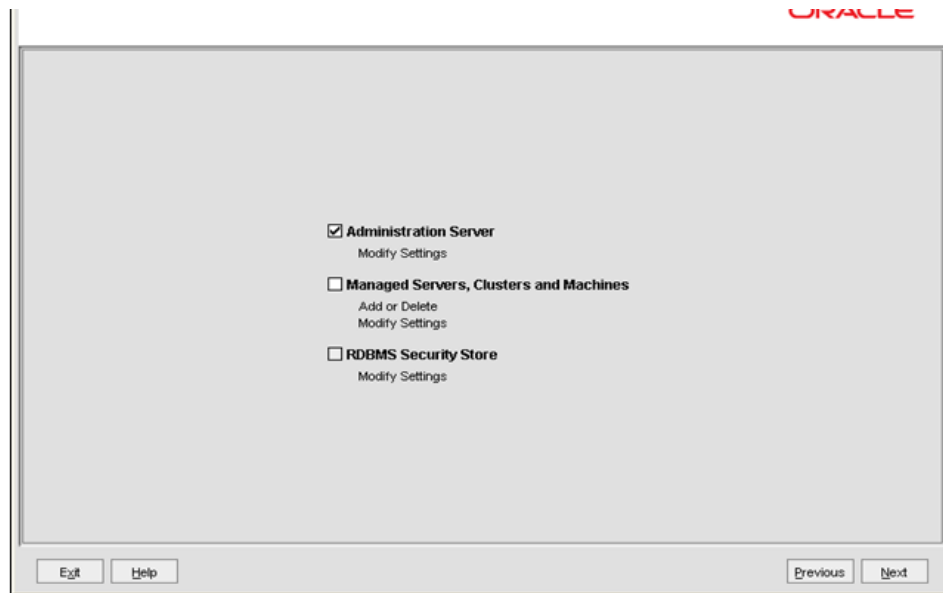 ORACLE
Administration Server
Modify Settings
Managed Servers, Clusters and Machines
Add or Delete
Modify Settings
RDBMS Security Store
Modify Settings
Exit Help Previous Next